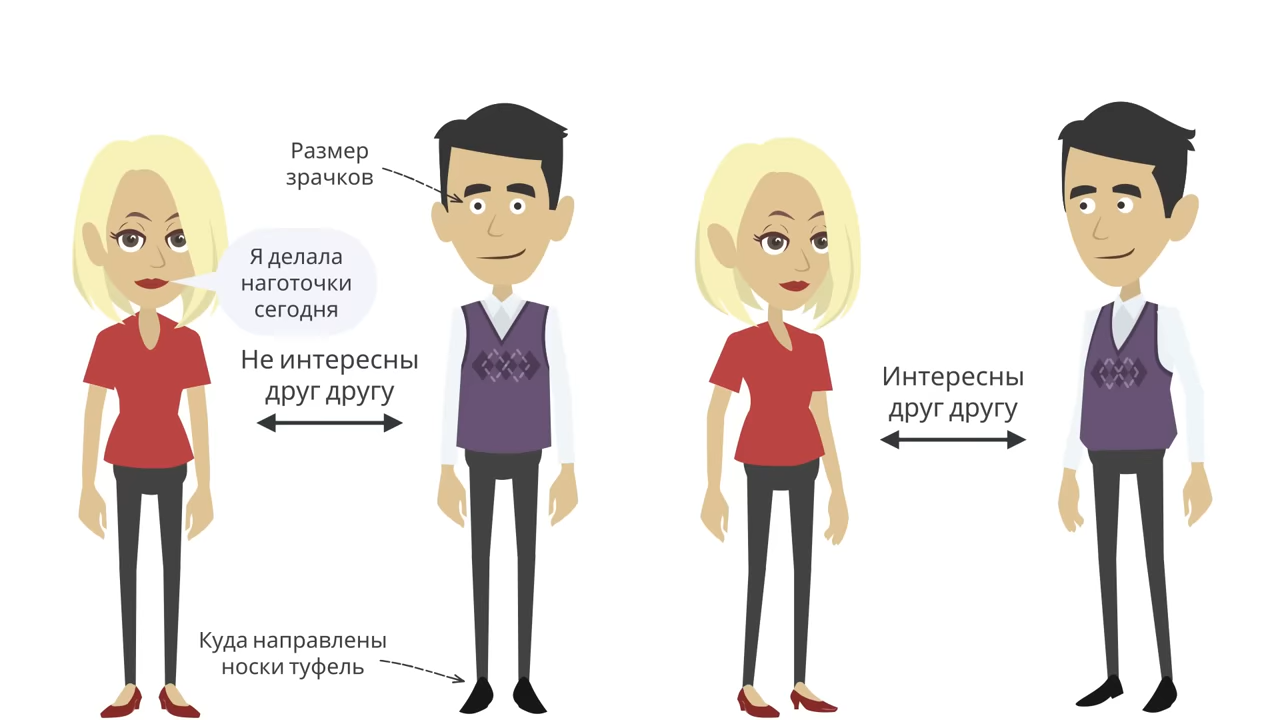 Размер
зрачков
Я делала
наготочки
сегодня
Не интересны
друг другу
Интересны
друг другу
Куда направлены
носки туфель